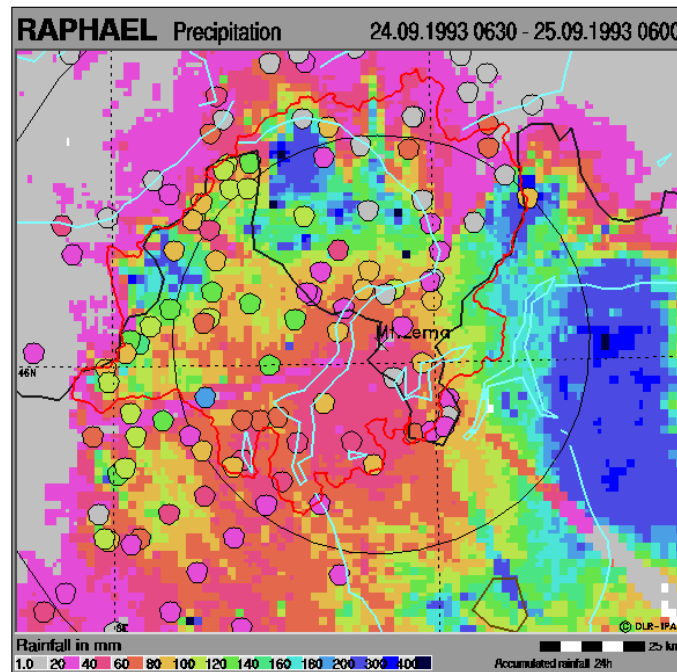 RAPHAEL Precipitation 24.09.1993 0630 - 25.09.1993 0600
46N
© DLR-IPA
Rainfall in mm
25 km
1.0 20 40 60 80 100 120 140 160 180 200 300 400
Accumulated rainfall 24h